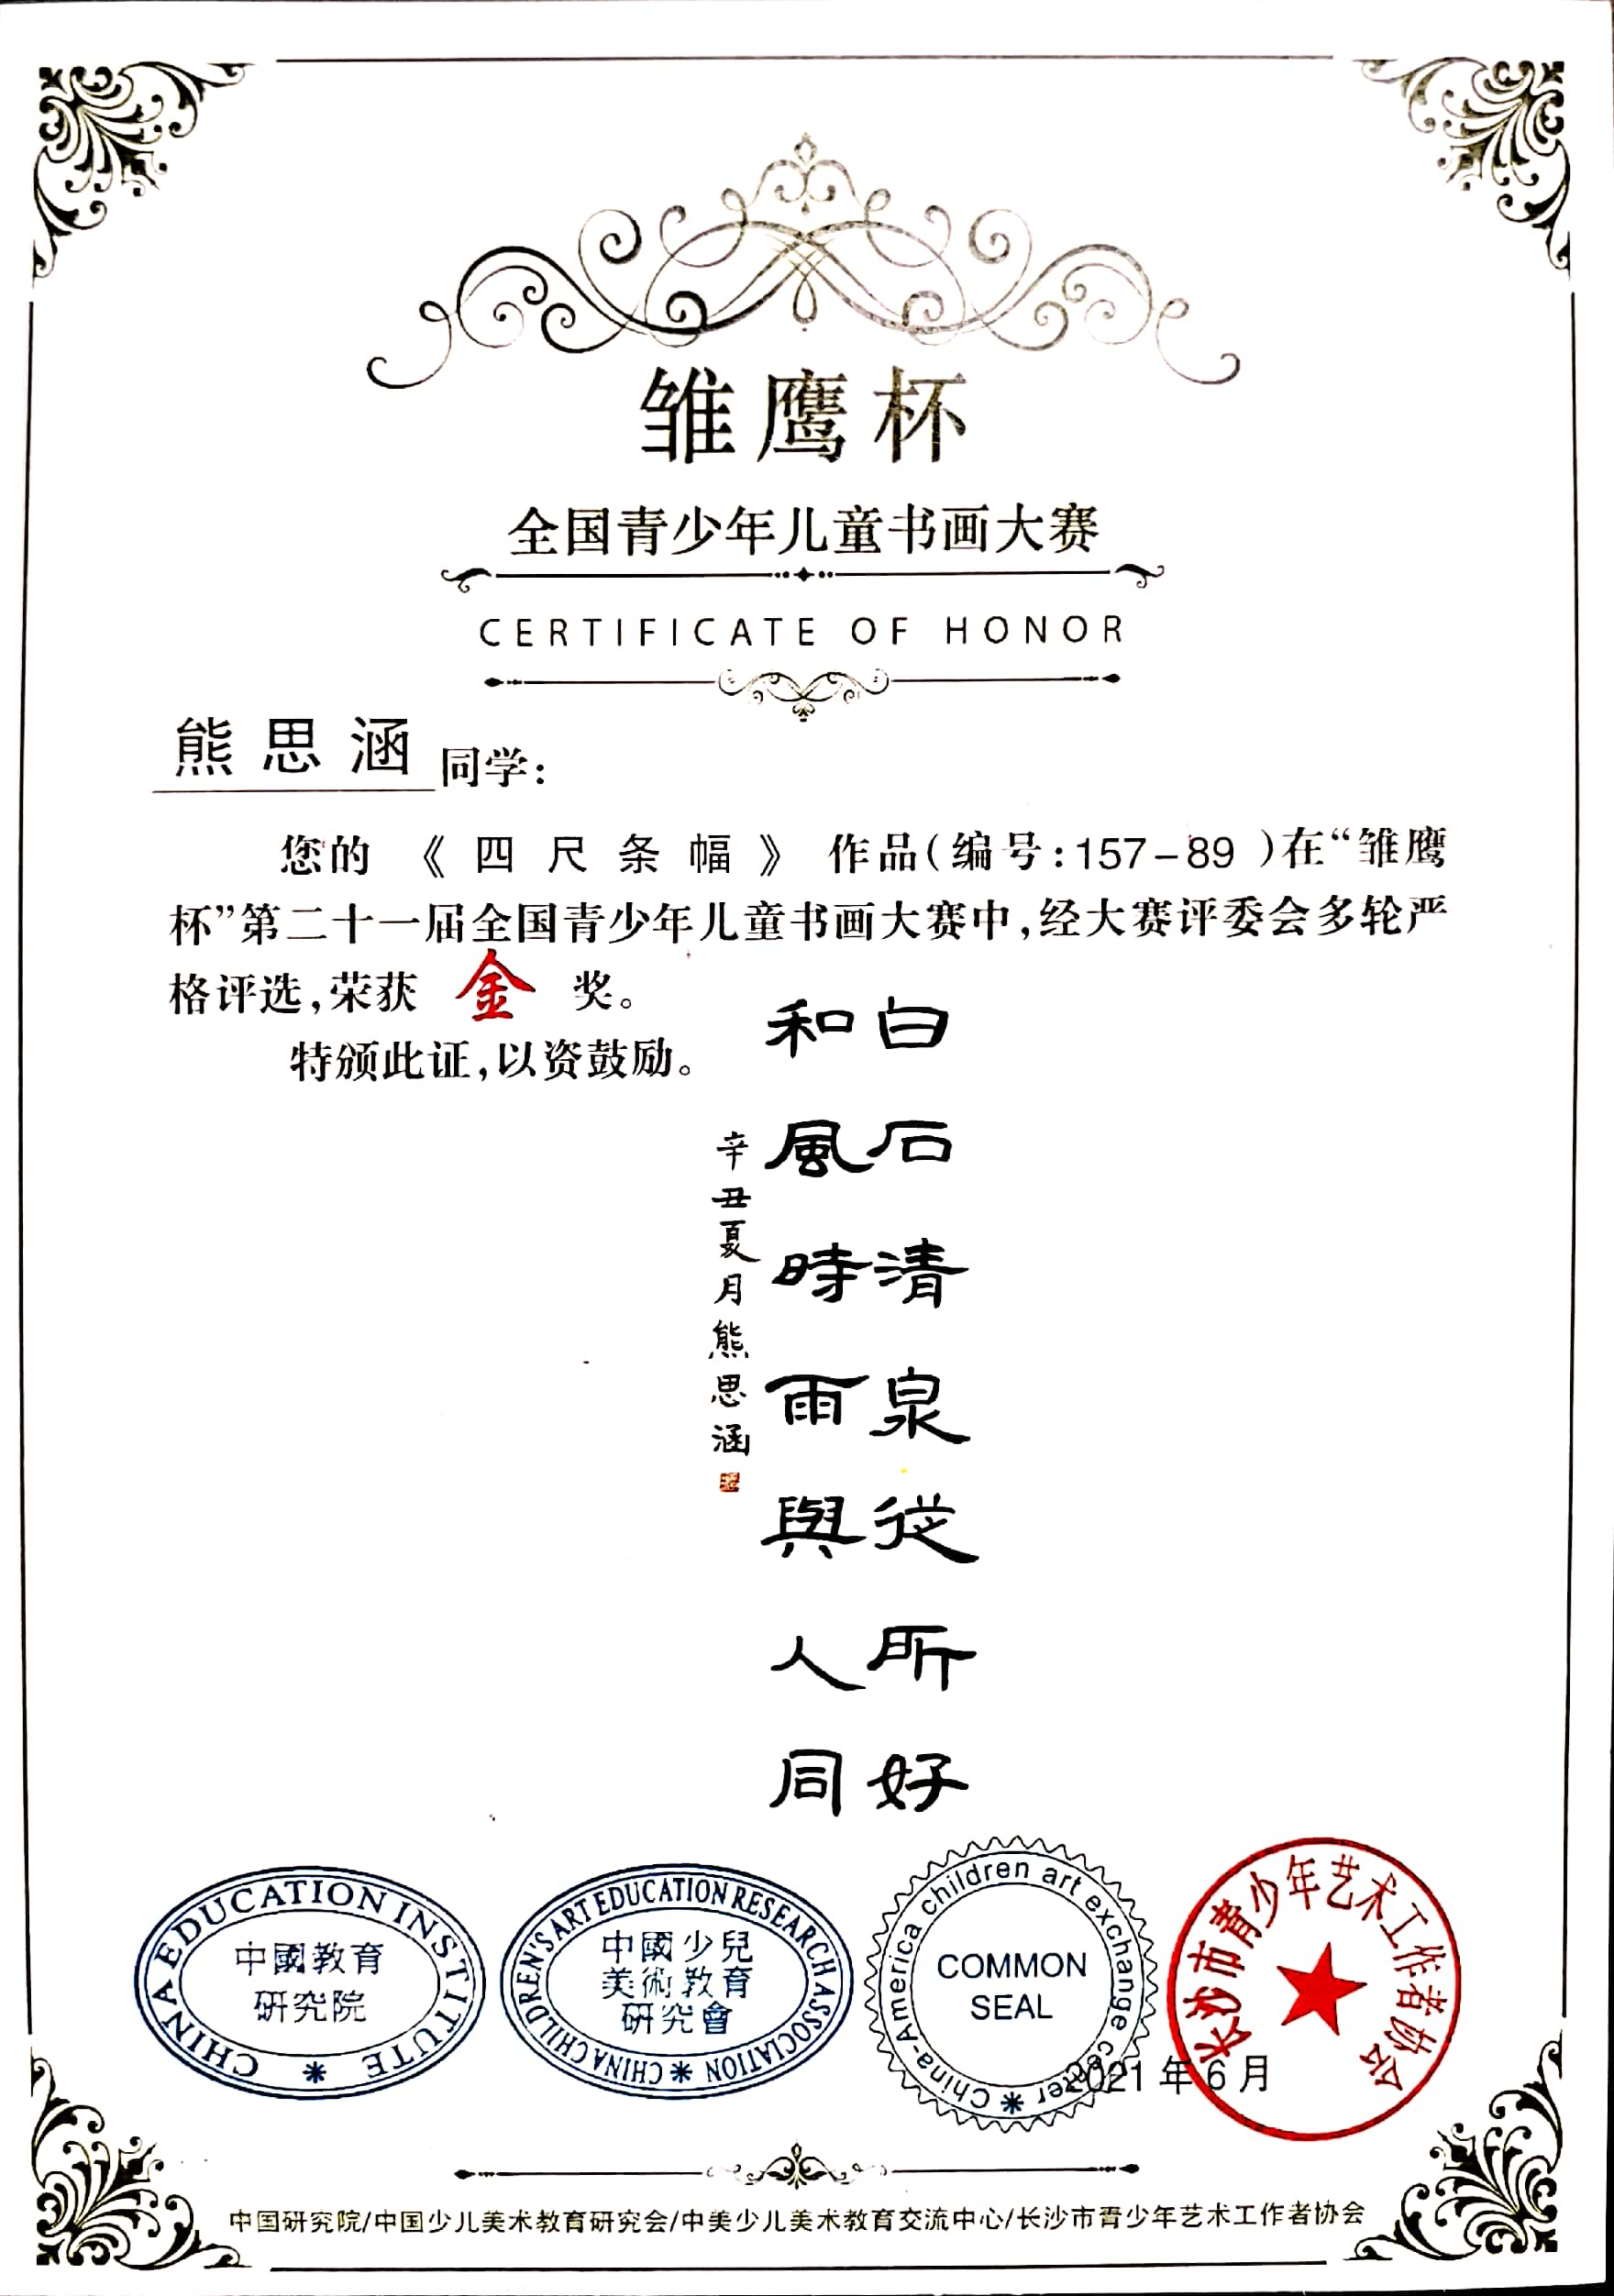 雏鹰杯
全国青少年儿童书画大赛
CERTIFICATE OF HONOR
熊思涵 同学:
您的 《四尺条幅》 作品(编号:157-89 )在“雏鹰
杯”第二十一届全国青少年儿童书画大赛中,经大赛评委会多轮严
格评选,荣获 金 奖。
特颁此证,以资鼓励。
白石清泉從所好
和風時雨與人同
辛丑夏月熊思涵
CHINA EDUCATION INSTITUTE
中國教育
研究院
CHINA CHILDREN'S ART EDUCATION RESEARCH ASSOCIATION
中國少兒
美術教育
研究會
China-America children art exchange center
COMMON
SEAL
长沙市青少年艺术工作者协会
2021年6月
中国研究院/中国少儿美术教育研究会/中美少儿美术教育交流中心/长沙市青少年艺术工作者协会